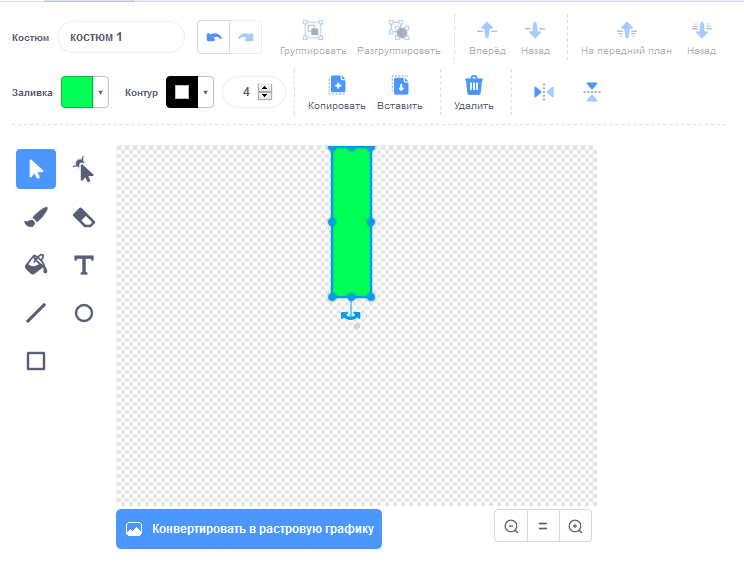 Костюм
костюм 1
Группировать
Разгруппировать
Вперёд
Назад
На передний план
Назад
Заливка
Контур
4
Копировать
Вставить
Удалить
T
Конвертировать в растровую графику
=